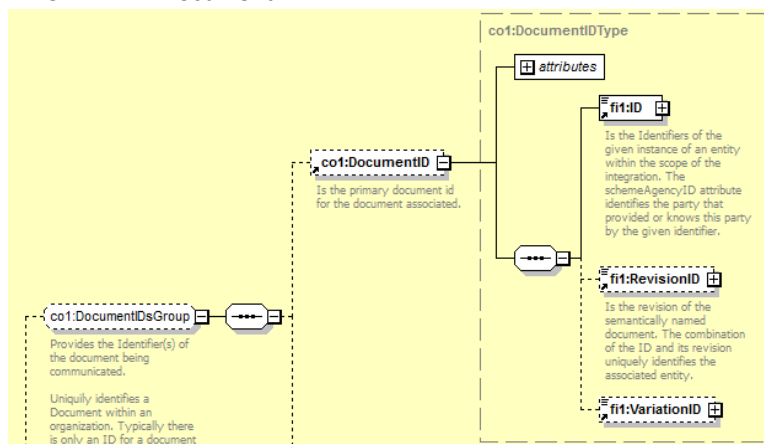 co1:DocumentIDType
attributes
fi1:ID
Is the Identifiers of the
given instance of an entity
within the scope of the
integration. The
schemeAgencyID attribute
identifies the party that
provided or knows this party
by the given identifier.
co1:DocumentID
Is the primary document id
for the document associated.
fi1:RevisionID
Is the revision of the
semantically named
document. The combination
of the ID and its revision
uniquely identifies the
associated entity.
co1:DocumentIDsGroup
Provides the Identifier(s) of
the document being
communicated.
Uniquily identifies a
Document within an
organization. Typically there
is only an ID for a document
fi1:VariationID